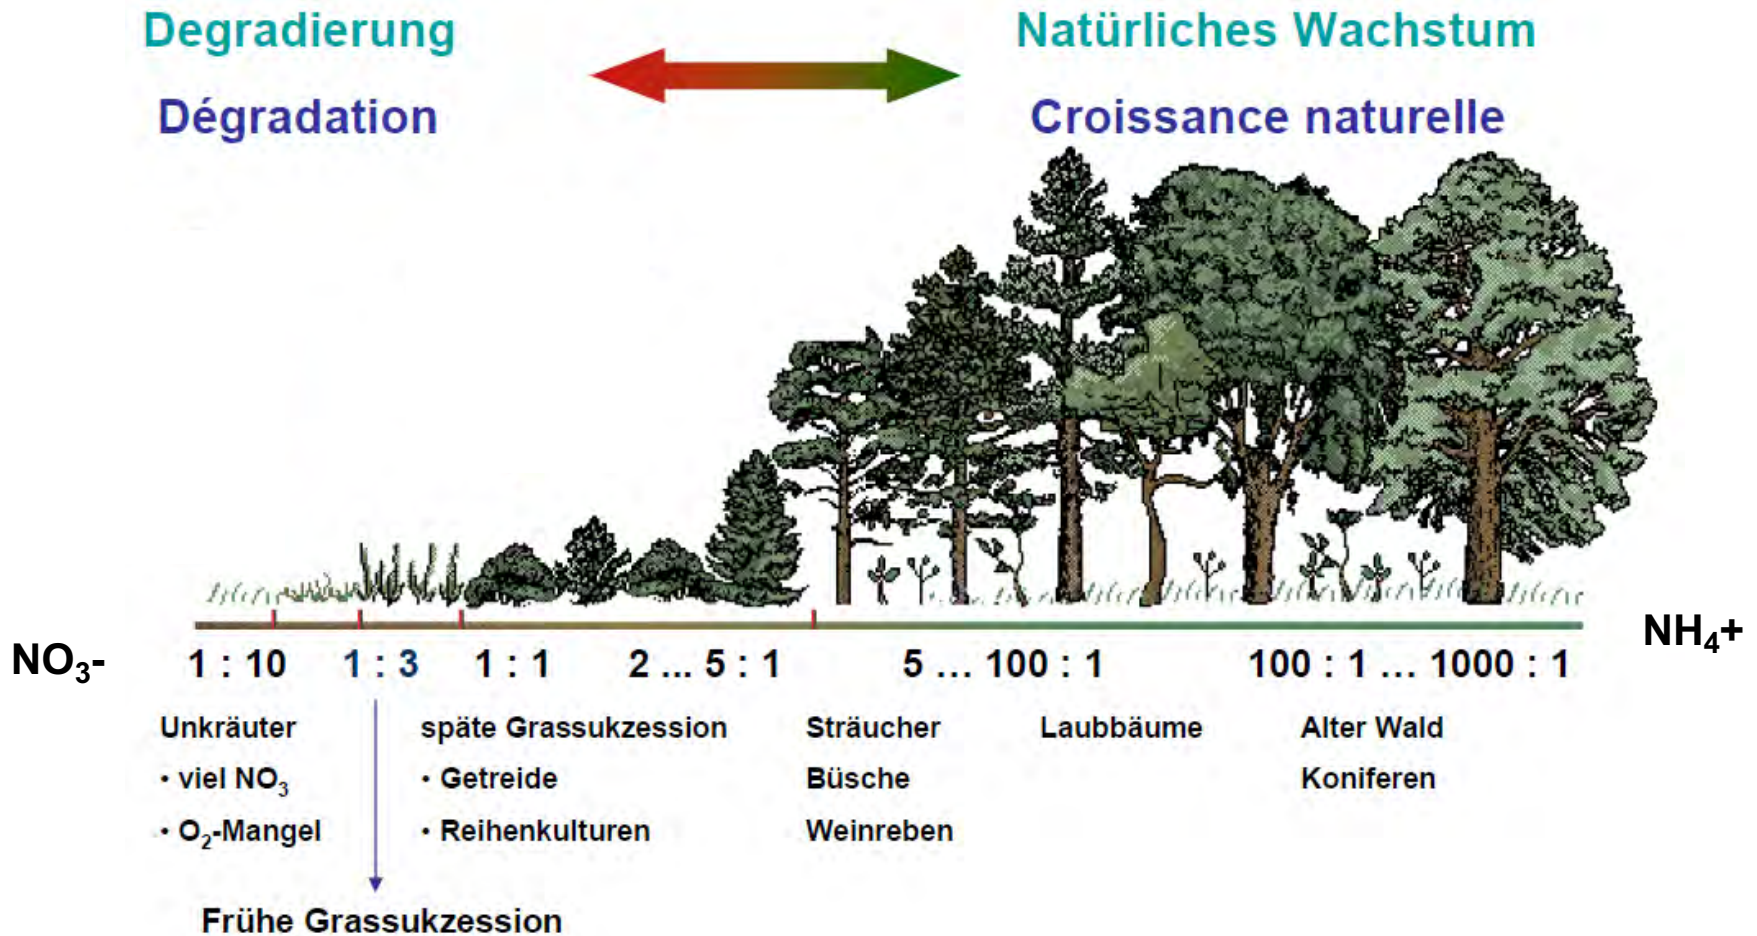 Degradierung
Natürliches Wachstum
Dégradation
Croissance naturelle
NO₃-
NH₄+
1 : 10
1 : 3
1 : 1
2 ... 5 : 1
5 ... 100 : 1
100 : 1 ... 1000 : 1
Unkräuter
• viel NO₃
• O₂-Mangel
späte Grassukzession
• Getreide
• Reihenkulturen
Sträucher
Büsche
Weinreben
Laubbäume
Alter Wald
Koniferen
Frühe Grassukzession